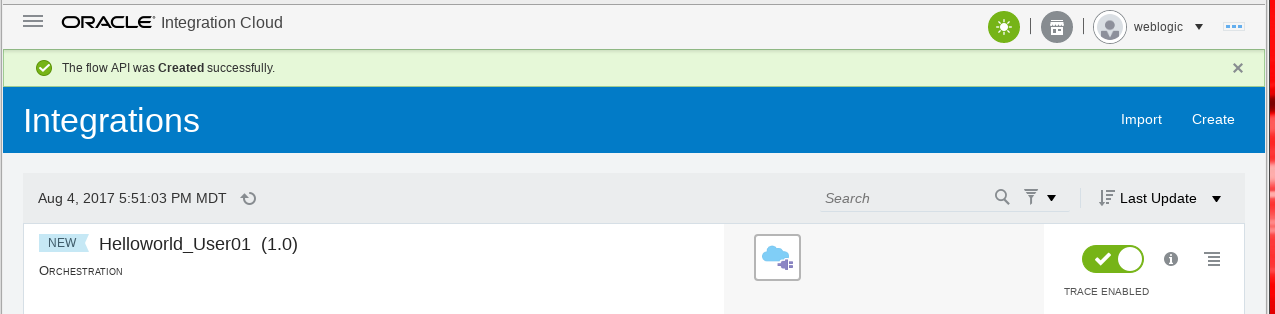 ORACLE Integration Cloud
weblogic
The flow API was Created successfully.
Integrations
Import Create
Aug 4, 2017 5:51:03 PM MDT
Search
Last Update
NEW Helloworld_User01 (1.0)
ORCHESTRATION
TRACE ENABLED